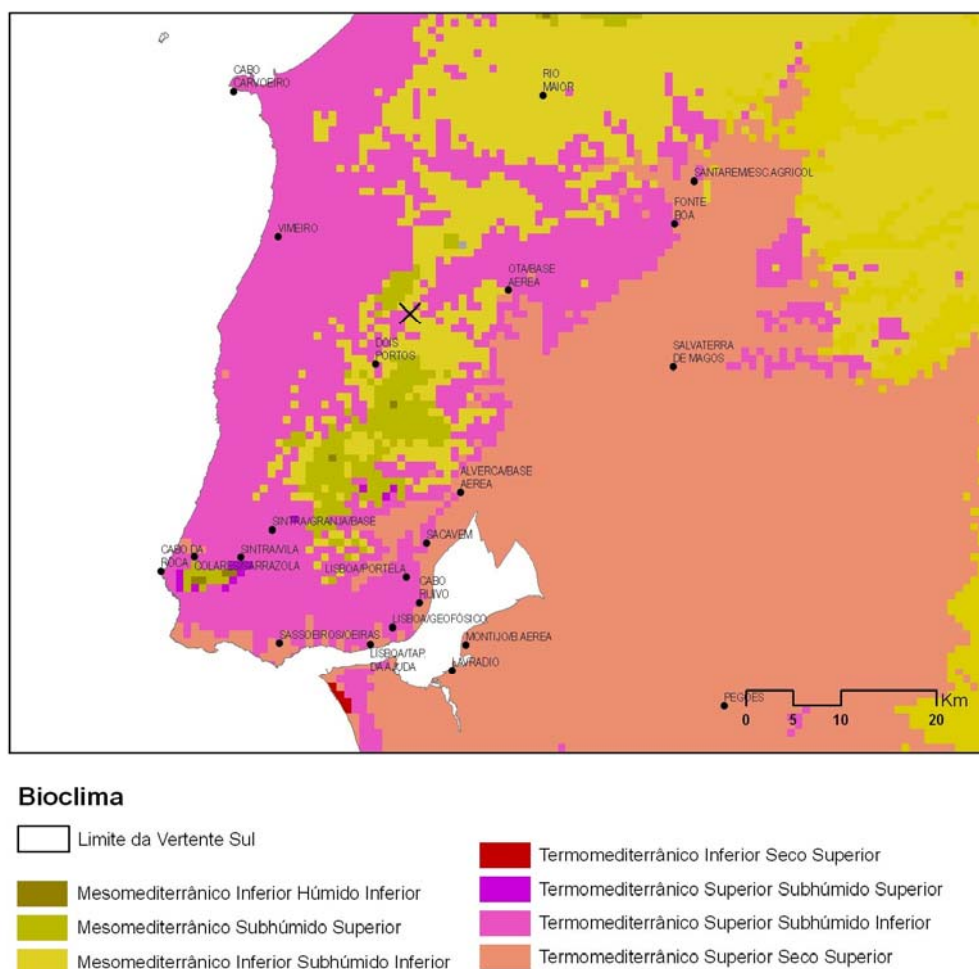 CABO
CARVOEIRO
RIO
MAIOR
SANTAREM/ESC.AGRICOL
FONTE
BOA
VIMEIRO
OTA/BASE
AEREA
DOIS
PORTOS
SALVATERRA
DE MAGOS
ALVERCA/BASE
AEREA
SINTRA/GRANJA/BASE
SACAVEM
CABO DA
ROCA
SINTRA/VILA
COLARES/SARRAZOLA
LISBOA/PORTELA
CABO
RUIVO
LISBOA/GEOFÓSICO
SASSOEIROS/OEIRAS
MONTIJO/B.AEREA
LISBOA/TAP.
DA AJUDA
LAVRADIO
PEGÕES
Km
0 5 10 20
Bioclima
Limite da Vertente Sul
Mesomediterrânico Inferior Húmido Inferior
Mesomediterrânico Subhúmido Superior
Mesomediterrânico Inferior Subhúmido Inferior
Termomediterrânico Inferior Seco Superior
Termomediterrânico Superior Subhúmido Superior
Termomediterrânico Superior Subhúmido Inferior
Termomediterrânico Superior Seco Superior